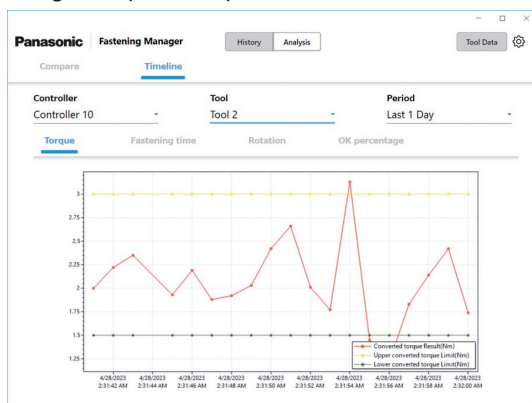 Panasonic Fastening Manager History Analysis Tool Data
Compare Timeline
Controller Tool Period
Controller 10 Tool 2 Last 1 Day
Torque Fastening time Rotation OK percentage
3
2.75
2.5
2.25
2
1.75
1.5
1.25
Converted torque Result(Nm)
Upper converted torque Limit(Nm)
Lower converted torque Limit(Nm)
4/28/2023 4/28/2023 4/28/2023 4/28/2023 4/28/2023 4/28/2023 4/28/2023 4/28/2023 4/28/2023 4/28/2023
2:31:42 AM 2:31:44 AM 2:31:46 AM 2:31:48 AM 2:31:50 AM 2:31:52 AM 2:31:54 AM 2:31:56 AM 2:31:58 AM 2:32:00 AM